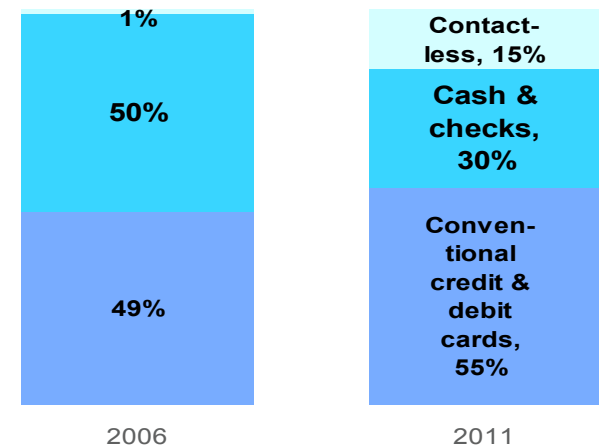 1%
50%
49%
2006
Contact-
less, 15%
Cash &
checks,
30%
Conven-
tional
credit &
debit
cards,
55%
2011